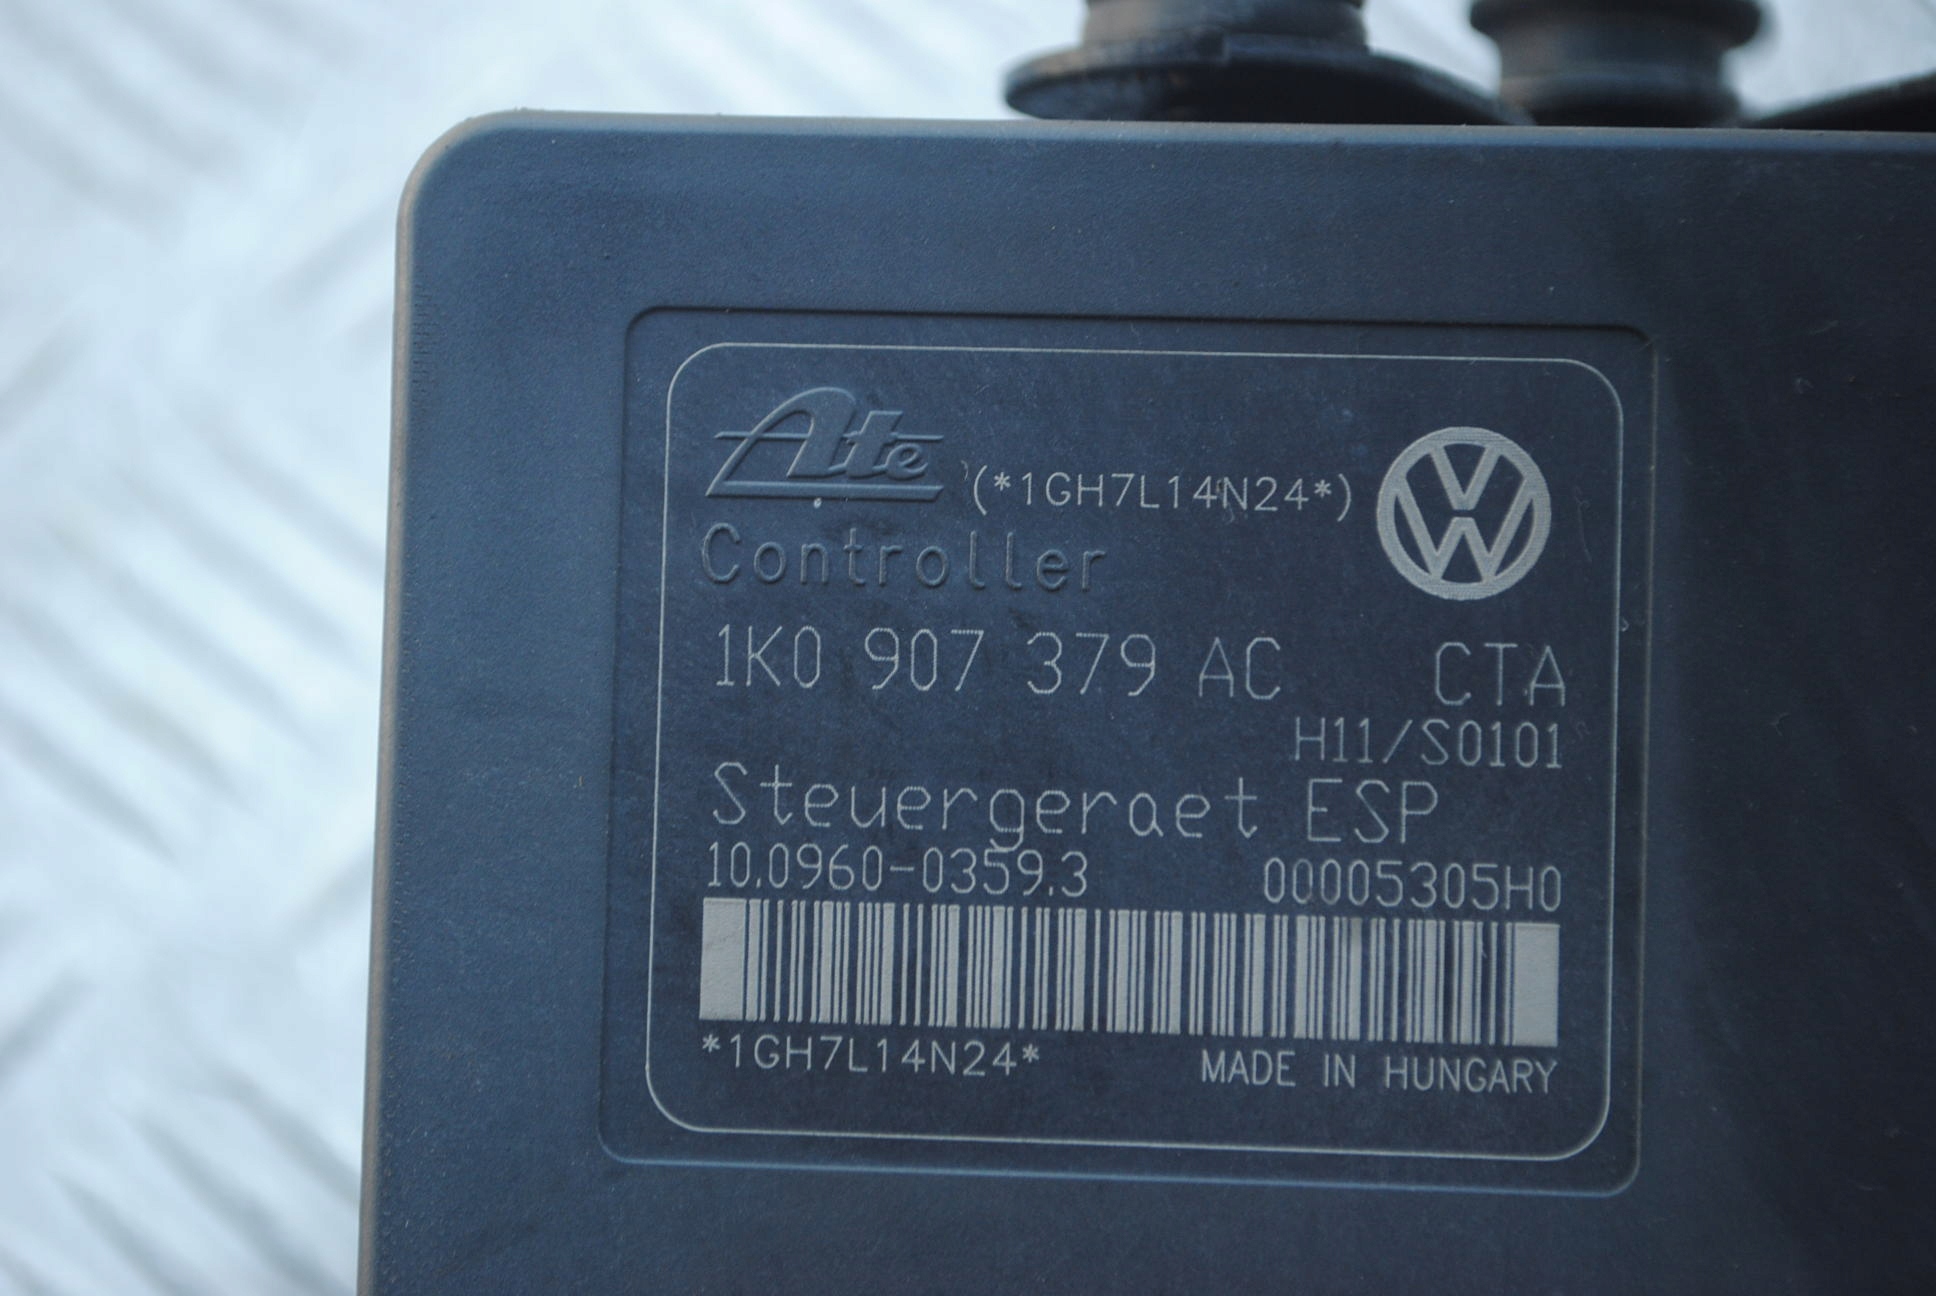 Ate (*1GH7L14N24*)
Controller
1K0 907 379 AC CTA
H11/S0101
Steuergeraet ESP
10.0960-0359.3 00005305H0
*1GH7L14N24* MADE IN HUNGARY